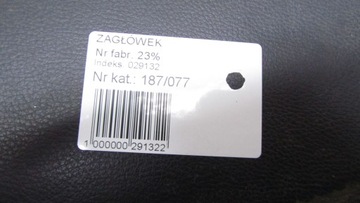 ZAGŁÓWEK
Nr fabr. 23%
Indeks: 029132
Nr kat.: 187/077
1 000000 291322